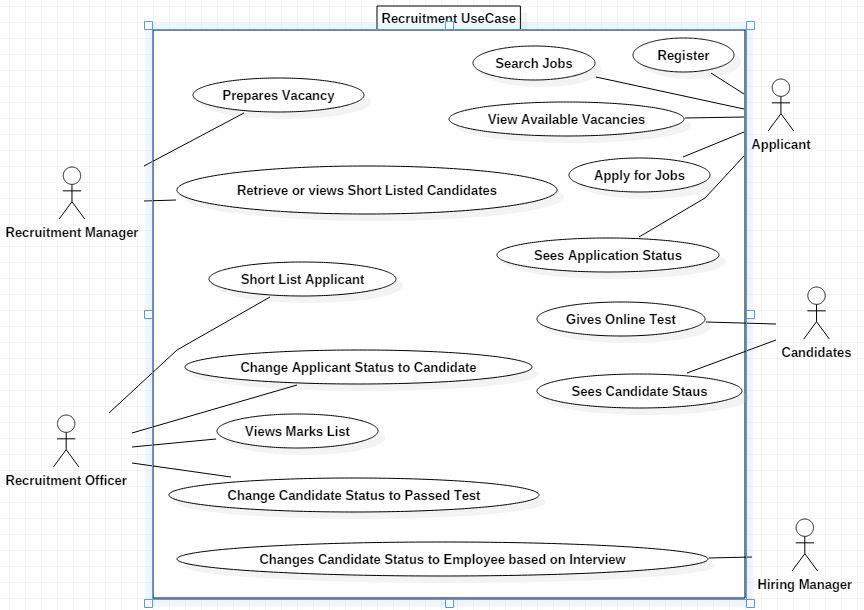 Recruitment UseCase
Register
Search Jobs
Prepares Vacancy
View Available Vacancies
Applicant
Apply for Jobs
Retrieve or views Short Listed Candidates
Recruitment Manager
Sees Application Status
Short List Applicant
Gives Online Test
Candidates
Change Applicant Status to Candidate
Sees Candidate Staus
Views Marks List
Recruitment Officer
Change Candidate Status to Passed Test
Changes Candidate Status to Employee based on Interview
Hiring Manager